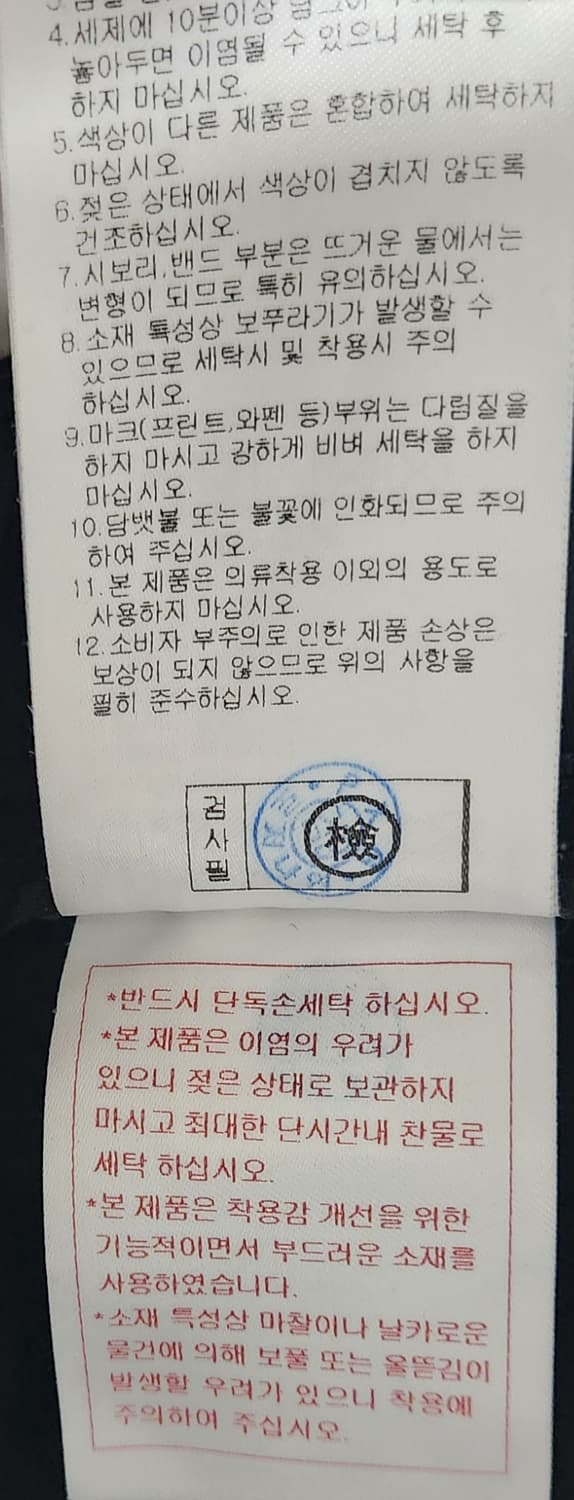 4.세제에 10분이상
놓아두면 이염될 수 있으니 세탁 후
하지 마십시오.
5.색상이 다른 제품은 혼합하여 세탁하지
마십시오.
6.젖은 상태에서 색상이 겹치지 않도록
건조하십시오.
7.시보리,밴드 부분은 뜨거운 물에서는
변형이 되므로 특히 유의하십시오.
8.소재 특성상 보푸라기가 발생할 수
있으므로 세탁시 및 착용시 주의
하십시오.
9.마크(프린트,와펜 등)부위는 다림질을
하지 마시고 강하게 비벼 세탁을 하지
마십시오.
10.담뱃불 또는 불꽃에 인화되므로 주의
하여 주십시오.
11.본 제품은 의류착용 이외의 용도로
사용하지 마십시오.
12.소비자 부주의로 인한 제품 손상은
보상이 되지 않으므로 위의 사항을
필히 준수하십시오.
검사필
檢
*반드시 단독손세탁 하십시오.
*본 제품은 이염의 우려가
있으니 젖은 상태로 보관하지
마시고 최대한 단시간내 찬물로
세탁 하십시오.
*본 제품은 착용감 개선을 위한
기능적이면서 부드러운 소재를
사용하였습니다.
*소재 특성상 마찰이나 날카로운
물건에 의해 보풀 또는 올뜯김이
발생할 우려가 있으니 착용에
주의하여 주십시오.